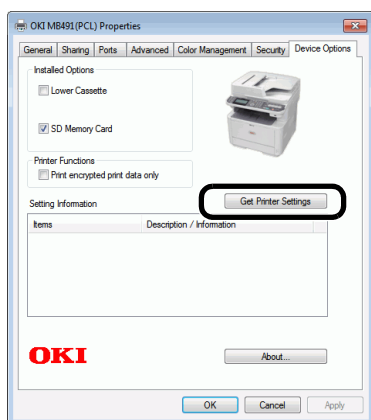 OKI MB491(PCL) Properties
General Sharing Ports Advanced Color Management Security Device Options
Installed Options
Lower Cassette
SD Memory Card
Printer Functions
Print encrypted print data only
Setting Information
Get Printer Settings
Items Description / Information
OKI
About...
OK Cancel Apply